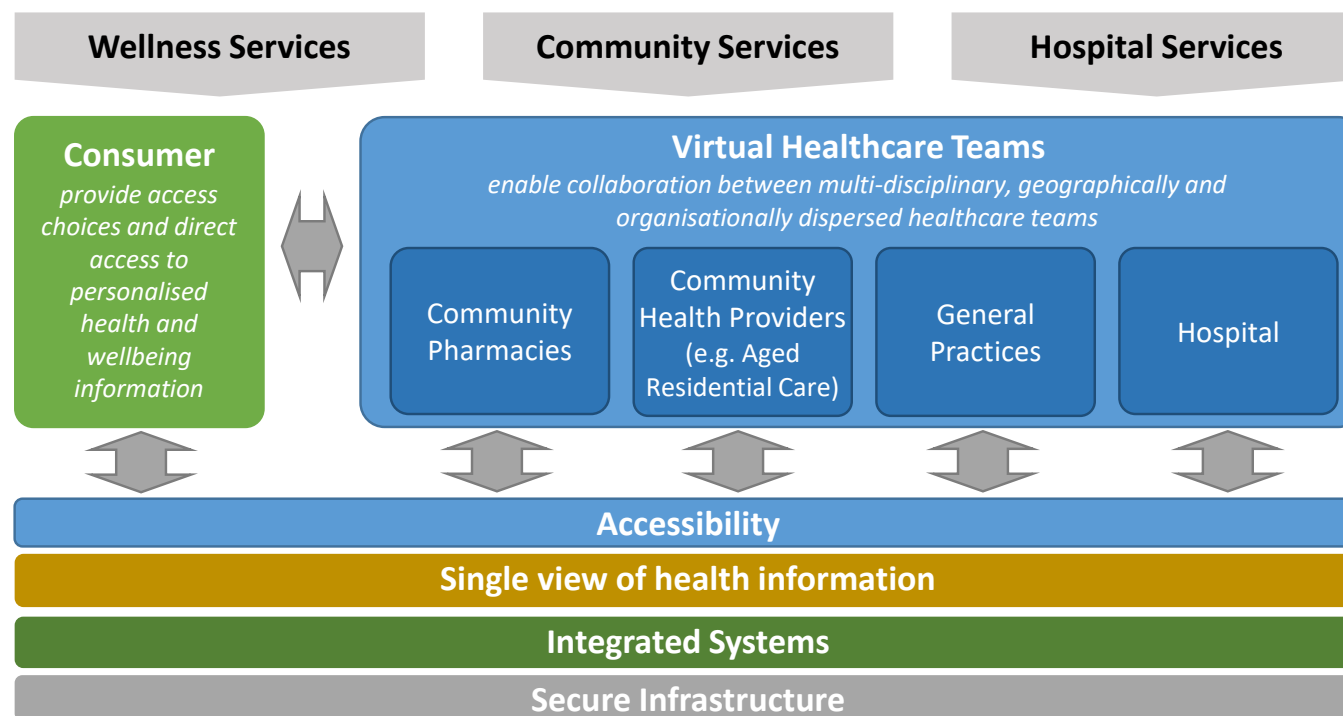 Wellness Services
Community Services
Hospital Services
Consumer
provide access
choices and direct
access to
personalised
health and
wellbeing
information
Virtual Healthcare Teams
enable collaboration between multi-disciplinary, geographically and
organisationally dispersed healthcare teams
Community
Pharmacies
Community
Health Providers
(e.g. Aged
Residential Care)
General
Practices
Hospital
Accessibility
Single view of health information
Integrated Systems
Secure Infrastructure